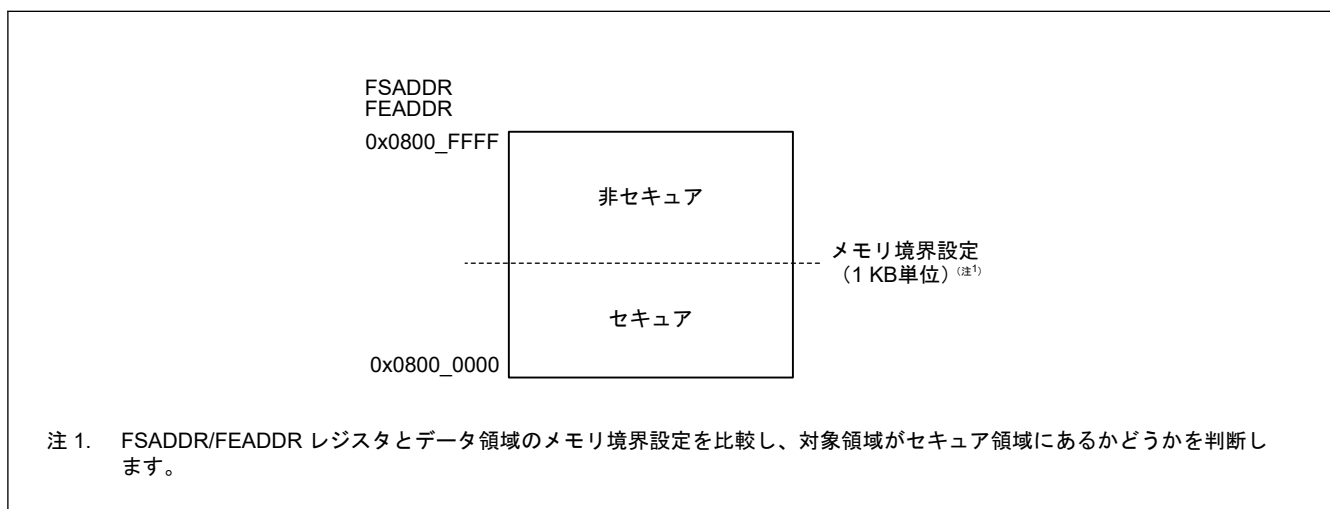 FSADDR
FEADDR
0x0800_FFFF
非セキュア
メモリ境界設定
（1 KB単位）（注1）
セキュア
0x0800_0000
注 1. FSADDR/FEADDR レジスタとデータ領域のメモリ境界設定を比較し、対象領域がセキュア領域にあるかどうかを判断し
ます。